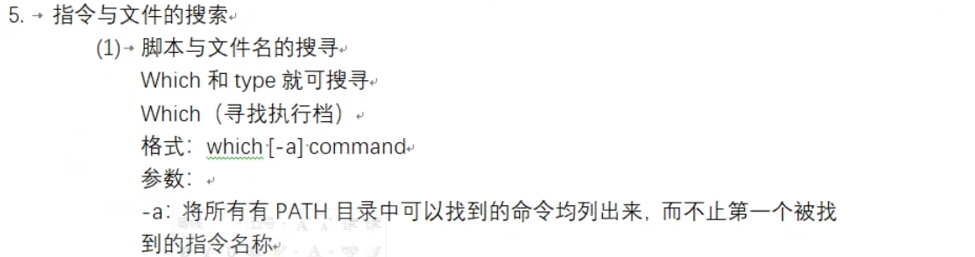 5. 指令与文件的搜索
(1) 脚本与文件名的搜寻
Which 和 type 就可搜寻
Which（寻找执行档）
格式：which [-a] command
参数：
-a：将所有有 PATH 目录中可以找到的命令均列出来，而不止第一个被找
到的指令名称